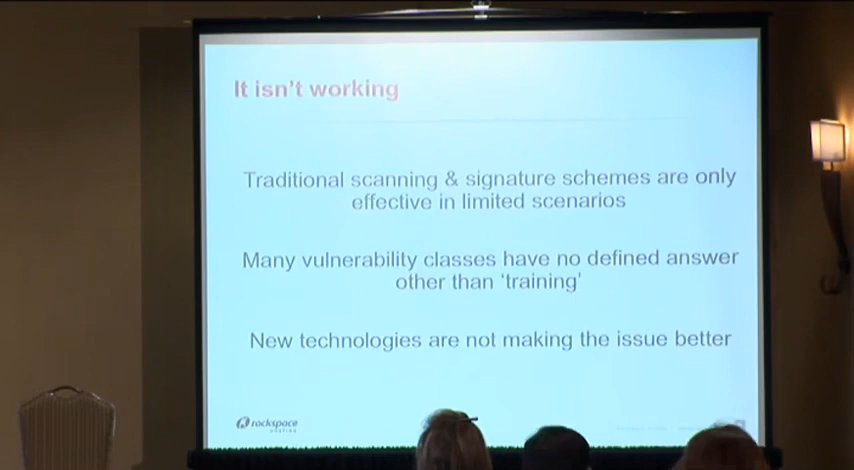 It isn't working
Traditional scanning & signature schemes are only
effective in limited scenarios
Many vulnerability classes have no defined answer
other than 'training'
New technologies are not making the issue better
rackspace
HOSTING